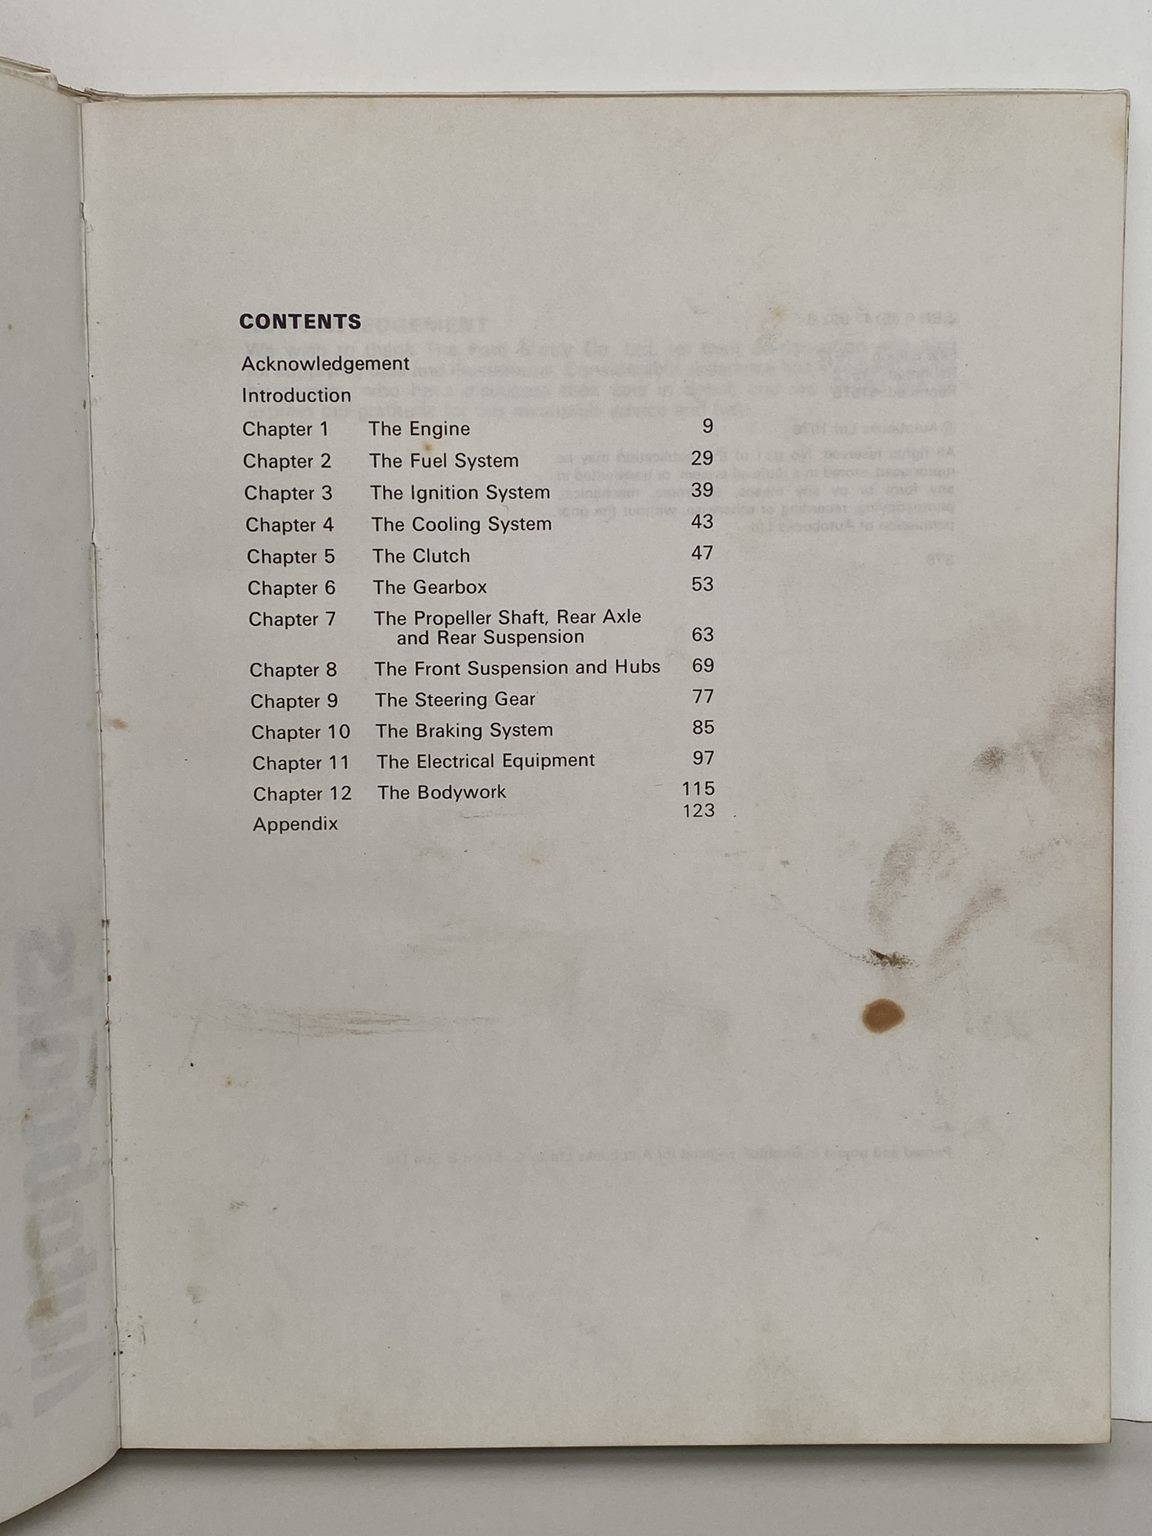 CONTENTS
Acknowledgement
Introduction
Chapter 1 The Engine 9
Chapter 2 The Fuel System 29
Chapter 3 The Ignition System 39
Chapter 4 The Cooling System 43
Chapter 5 The Clutch 47
Chapter 6 The Gearbox 53
Chapter 7 The Propeller Shaft, Rear Axle
and Rear Suspension 63
Chapter 8 The Front Suspension and Hubs 69
Chapter 9 The Steering Gear 77
Chapter 10 The Braking System 85
Chapter 11 The Electrical Equipment 97
Chapter 12 The Bodywork 115
Appendix 123